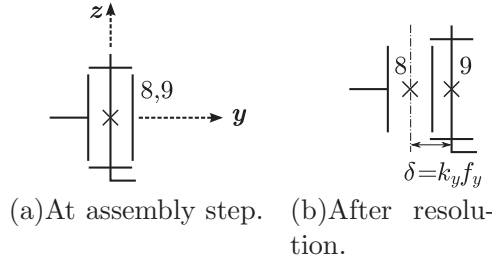 z
8,9
y
8
9
δ=k_y f_y
(a)At assembly step.
(b)After resolu-
tion.